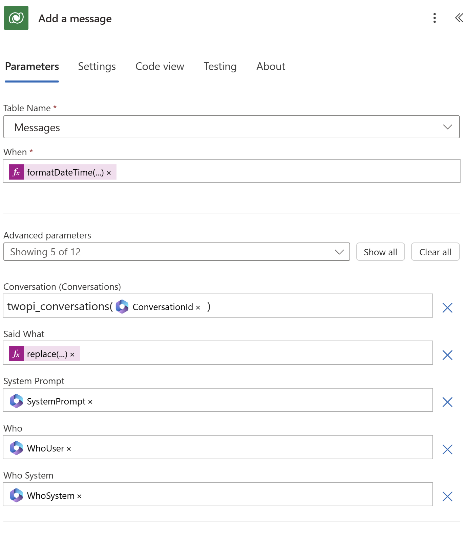 Add a message
Parameters Settings Code view Testing About
Table Name *
Messages
When *
fx formatDateTime(...) ×
Advanced parameters
Showing 5 of 12 Show all Clear all
Conversation (Conversations)
twopi_conversations( ConversationId × )
Said What
fx replace(...) ×
System Prompt
SystemPrompt ×
Who
WhoUser ×
Who System
WhoSystem ×